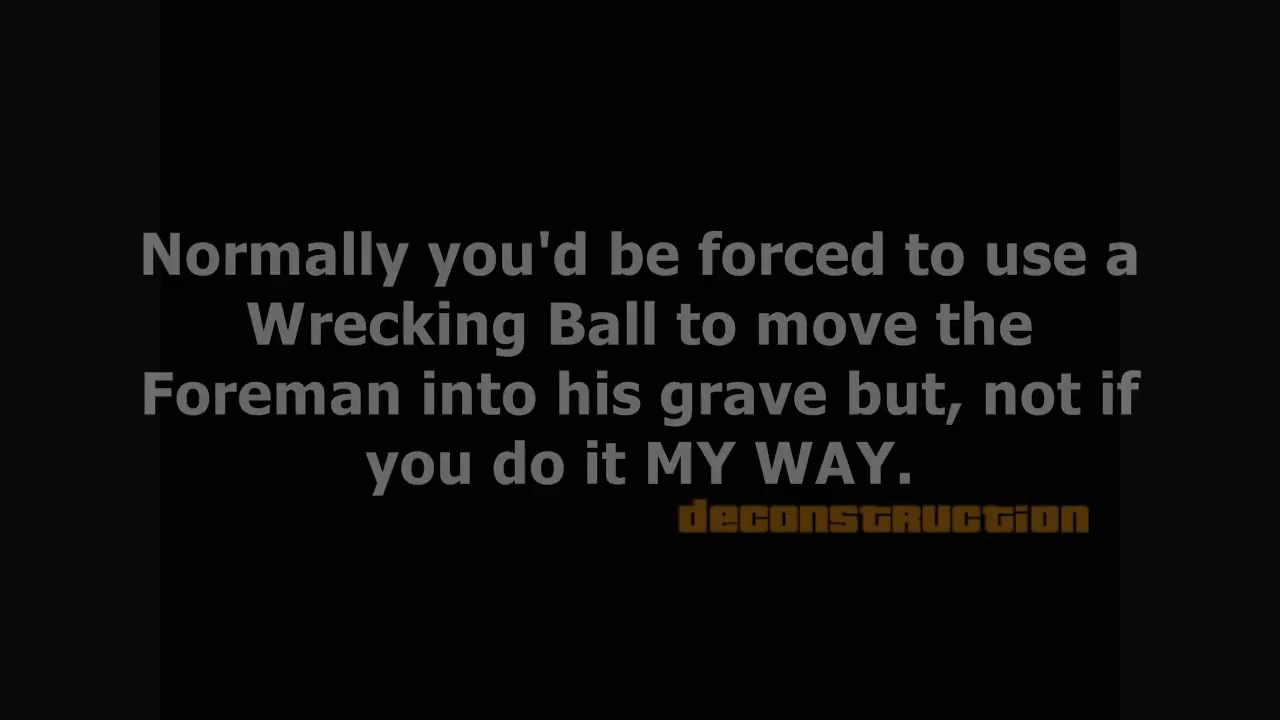 Normally you'd be forced to use a
Wrecking Ball to move the
Foreman into his grave but, not if
you do it MY WAY.
deconstruction